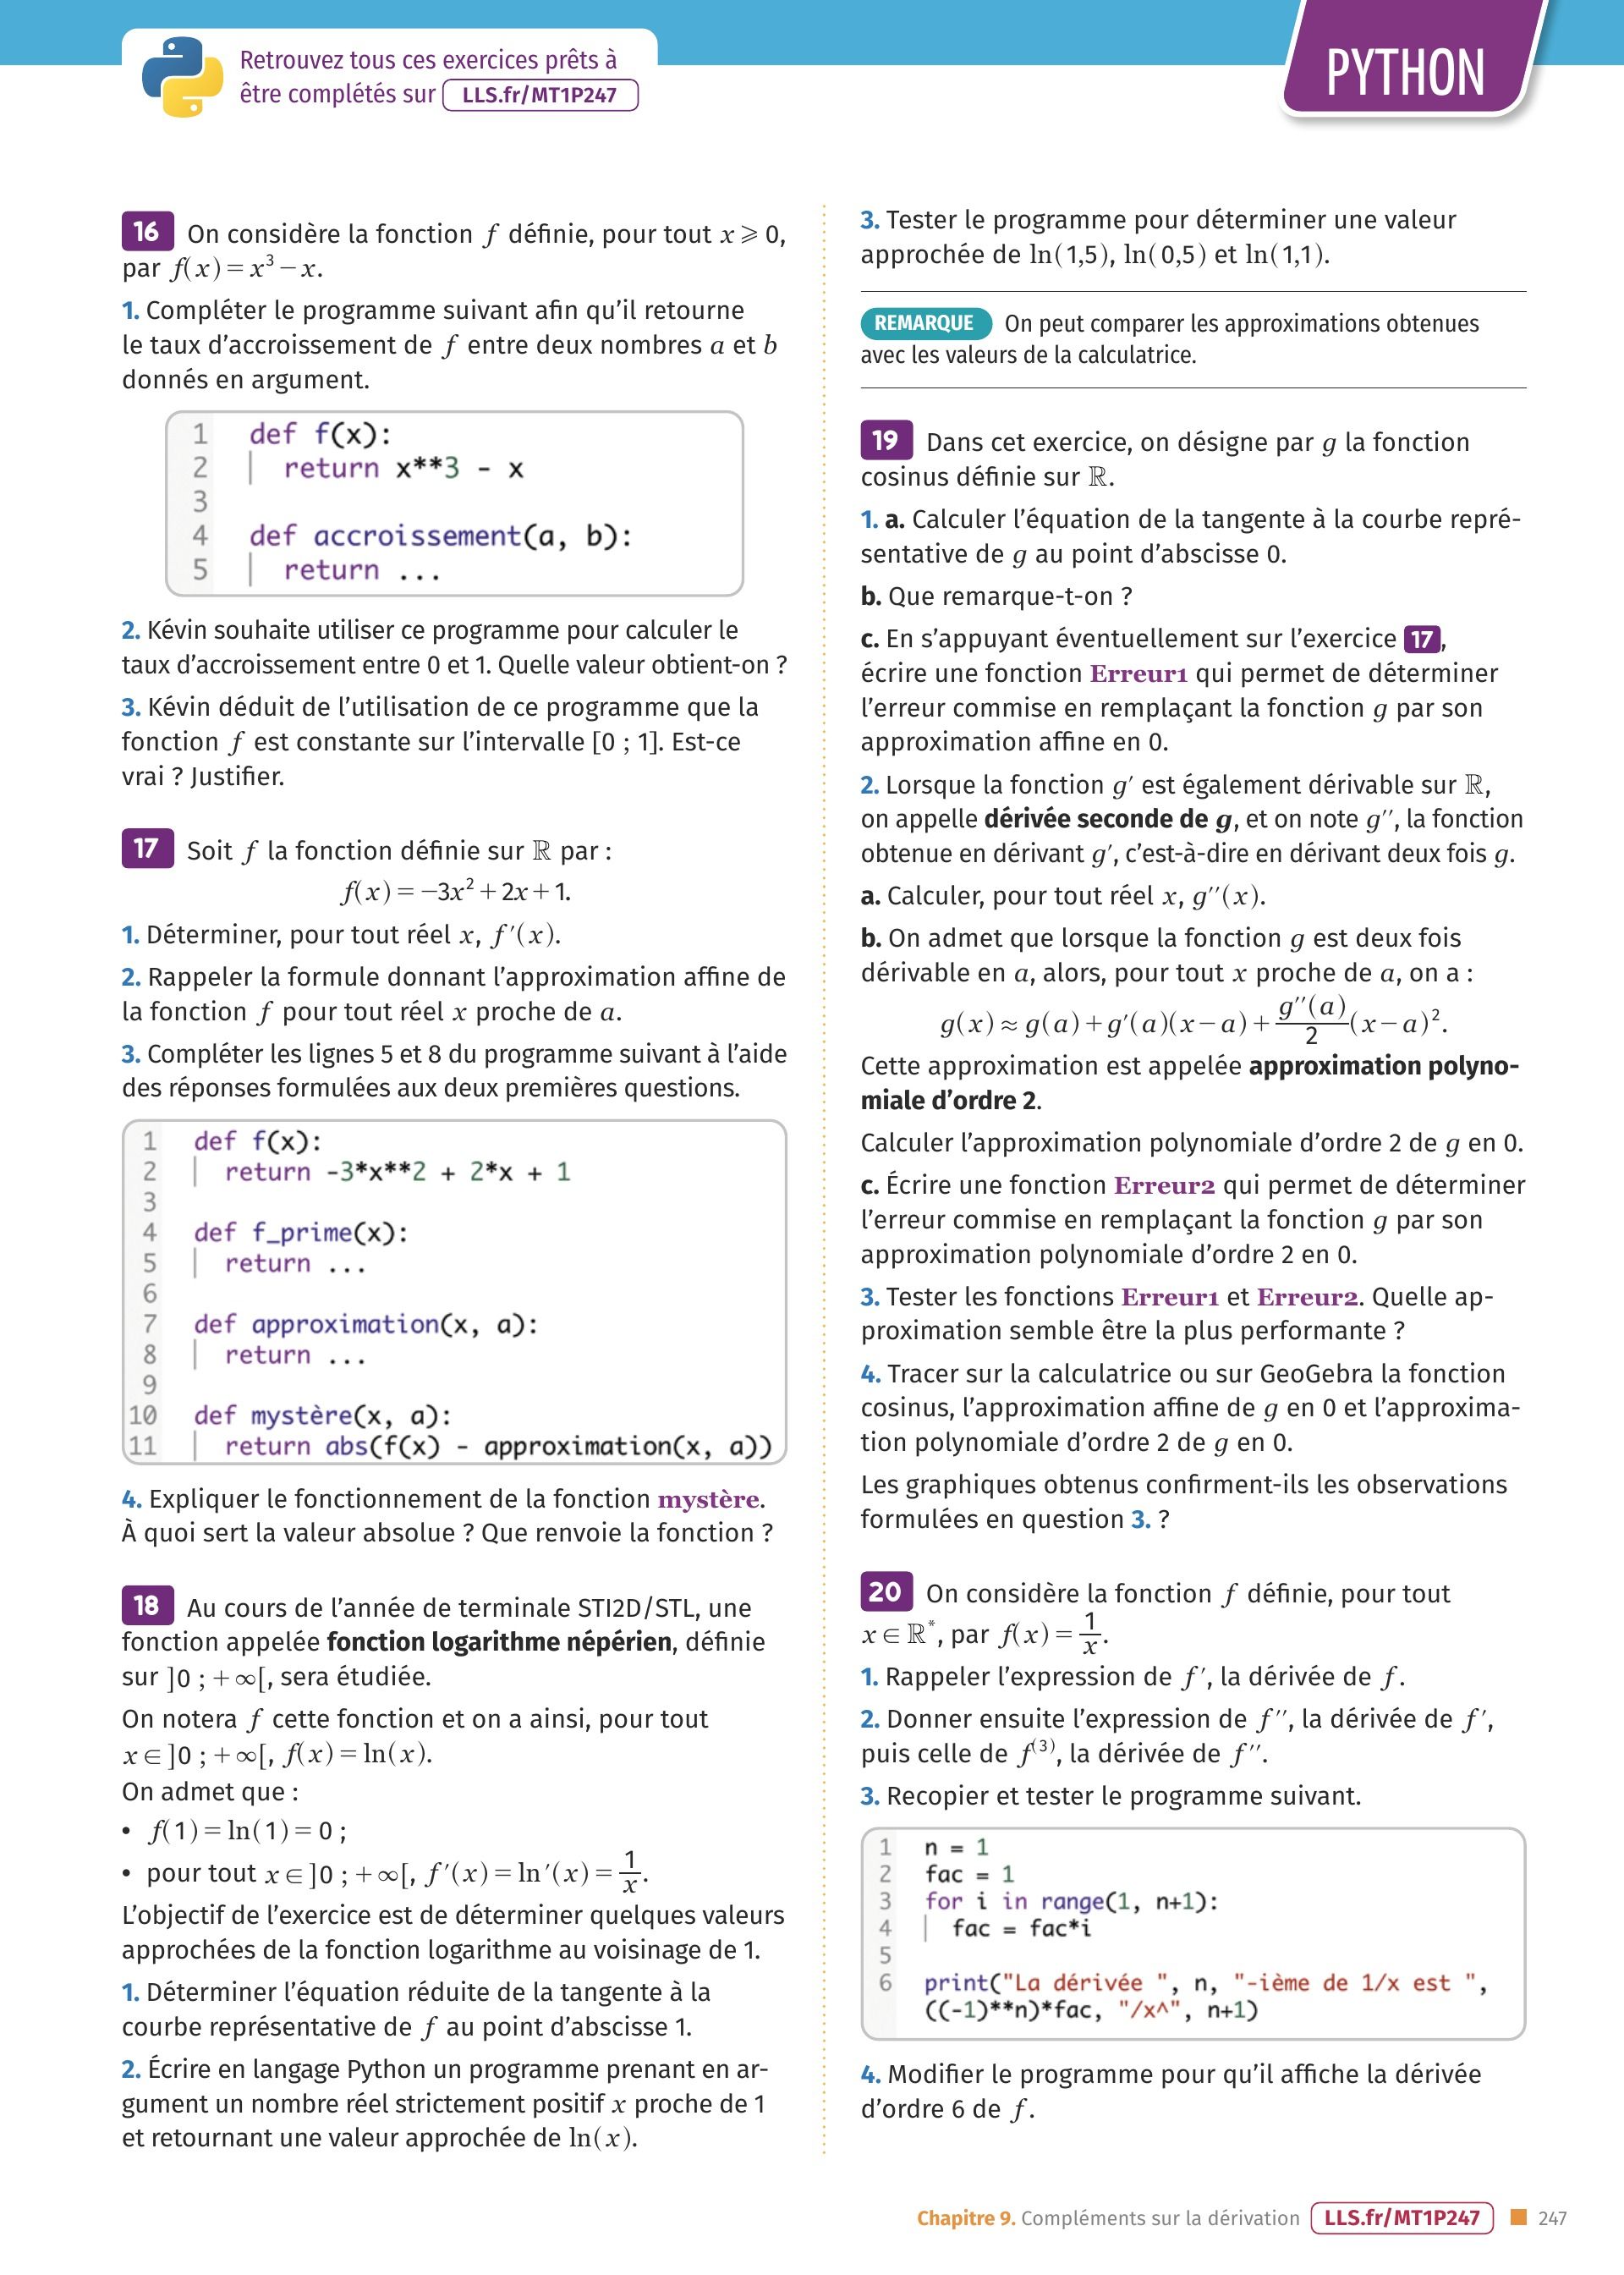 Retrouvez tous ces exercices prêts à
être complétés sur LLS.fr/MT1P247
PYTHON
16 On considère la fonction f définie, pour tout x ⩾ 0,
par f(x) = x³ − x.
1. Compléter le programme suivant afin qu’il retourne
le taux d’accroissement de f entre deux nombres a et b
donnés en argument.
1 def f(x):
2 return x**3 - x
3
4 def accroissement(a, b):
5 return ...
2. Kévin souhaite utiliser ce programme pour calculer le
taux d’accroissement entre 0 et 1. Quelle valeur obtient-on ?
3. Kévin déduit de l’utilisation de ce programme que la
fonction f est constante sur l’intervalle [0 ; 1]. Est-ce
vrai ? Justifier.
17 Soit f la fonction définie sur ℝ par :
f(x) = −3x² + 2x + 1.
1. Déterminer, pour tout réel x, f′(x).
2. Rappeler la formule donnant l’approximation affine de
la fonction f pour tout réel x proche de a.
3. Compléter les lignes 5 et 8 du programme suivant à l’aide
des réponses formulées aux deux premières questions.
1 def f(x):
2 return -3*x**2 + 2*x + 1
3
4 def f_prime(x):
5 return ...
6
7 def approximation(x, a):
8 return ...
9
10 def mystère(x, a):
11 return abs(f(x) - approximation(x, a))
4. Expliquer le fonctionnement de la fonction mystère.
À quoi sert la valeur absolue ? Que renvoie la fonction ?
18 Au cours de l’année de terminale STI2D/STL, une
fonction appelée fonction logarithme népérien, définie
sur ]0 ; +∞[, sera étudiée.
On notera f cette fonction et on a ainsi, pour tout
x ∈ ]0 ; +∞[, f(x) = ln(x).
On admet que :
• f(1) = ln(1) = 0 ;
• pour tout x ∈ ]0 ; +∞[, f′(x) = ln′(x) = 1/x.
L’objectif de l’exercice est de déterminer quelques valeurs
approchées de la fonction logarithme au voisinage de 1.
1. Déterminer l’équation réduite de la tangente à la
courbe représentative de f au point d’abscisse 1.
2. Écrire en langage Python un programme prenant en ar-
gument un nombre réel strictement positif x proche de 1
et retournant une valeur approchée de ln(x).
3. Tester le programme pour déterminer une valeur
approchée de ln(1,5), ln(0,5) et ln(1,1).
REMARQUE On peut comparer les approximations obtenues
avec les valeurs de la calculatrice.
19 Dans cet exercice, on désigne par g la fonction
cosinus définie sur ℝ.
1. a. Calculer l’équation de la tangente à la courbe repré-
sentative de g au point d’abscisse 0.
b. Que remarque-t-on ?
c. En s’appuyant éventuellement sur l’exercice 17,
écrire une fonction Erreur1 qui permet de déterminer
l’erreur commise en remplaçant la fonction g par son
approximation affine en 0.
2. Lorsque la fonction g′ est également dérivable sur ℝ,
on appelle dérivée seconde de g, et on note g′′, la fonction
obtenue en dérivant g′, c’est-à-dire en dérivant deux fois g.
a. Calculer, pour tout réel x, g′′(x).
b. On admet que lorsque la fonction g est deux fois
dérivable en a, alors, pour tout x proche de a, on a :
g(x) ≈ g(a) + g′(a)(x − a) + g′′(a)/2 (x − a)².
Cette approximation est appelée approximation polyno-
miale d’ordre 2.
Calculer l’approximation polynomiale d’ordre 2 de g en 0.
c. Écrire une fonction Erreur2 qui permet de déterminer
l’erreur commise en remplaçant la fonction g par son
approximation polynomiale d’ordre 2 en 0.
3. Tester les fonctions Erreur1 et Erreur2. Quelle ap-
proximation semble être la plus performante ?
4. Tracer sur la calculatrice ou sur GeoGebra la fonction
cosinus, l’approximation affine de g en 0 et l’approxima-
tion polynomiale d’ordre 2 de g en 0.
Les graphiques obtenus confirment-ils les observations
formulées en question 3. ?
20 On considère la fonction f définie, pour tout
x ∈ ℝ*, par f(x) = 1/x.
1. Rappeler l’expression de f′, la dérivée de f.
2. Donner ensuite l’expression de f′′, la dérivée de f′,
puis celle de f⁽³⁾, la dérivée de f′′.
3. Recopier et tester le programme suivant.
1 n = 1
2 fac = 1
3 for i in range(1, n+1):
4 fac = fac*i
5
6 print("La dérivée ", n, "-ième de 1/x est ",
((-1)**n)*fac, "/x^", n+1)
4. Modifier le programme pour qu’il affiche la dérivée
d’ordre 6 de f.
Chapitre 9. Compléments sur la dérivation LLS.fr/MT1P247 247